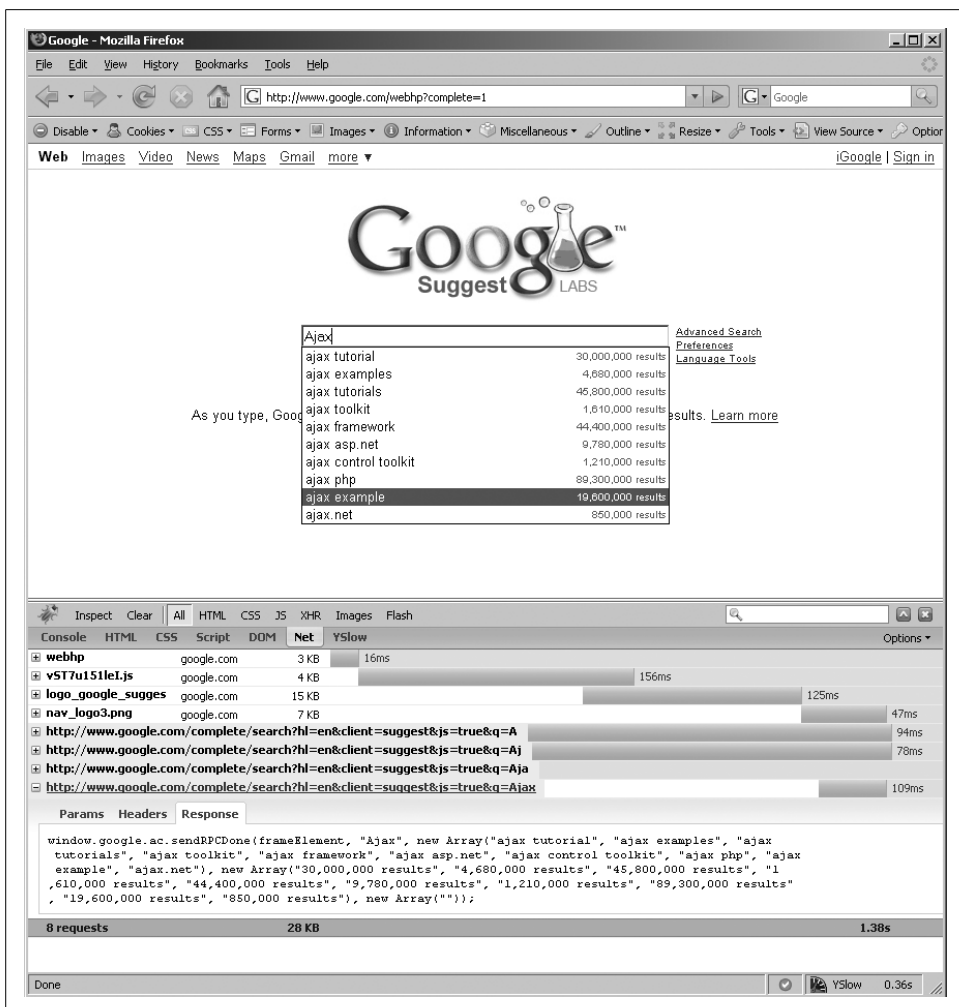 Google - Mozilla Firefox
File Edit View History Bookmarks Tools Help
G http://www.google.com/webhp?complete=1 G Google
Disable Cookies CSS Forms Images Information Miscellaneous Outline Resize Tools View Source Option
Web Images Video News Maps Gmail more ▼ iGoogle | Sign in
Google™
Suggest LABS
Ajax
Advanced Search
Preferences
Language Tools
ajax tutorial 30,000,000 results
ajax examples 4,680,000 results
ajax tutorials 45,800,000 results
ajax toolkit 1,610,000 results
As you type, Goog esults. Learn more
ajax framework 44,400,000 results
ajax asp.net 9,780,000 results
ajax control toolkit 1,210,000 results
ajax php 89,300,000 results
ajax example 19,600,000 results
ajax.net 850,000 results
Inspect Clear All HTML CSS JS XHR Images Flash
Console HTML CSS Script DOM Net YSlow Options
webhp google.com 3 KB 16ms
vST7u151leI.js google.com 4 KB 156ms
logo_google_sugges google.com 15 KB 125ms
nav_logo3.png google.com 7 KB 47ms
http://www.google.com/complete/search?hl=en&client=suggest&js=true&q=A 94ms
http://www.google.com/complete/search?hl=en&client=suggest&js=true&q=Aj 78ms
http://www.google.com/complete/search?hl=en&client=suggest&js=true&q=Aja
http://www.google.com/complete/search?hl=en&client=suggest&js=true&q=Ajax 109ms
Params Headers Response
window.google.ac.sendRPCDone(frameElement, "Ajax", new Array("ajax tutorial", "ajax examples", "ajax
tutorials", "ajax toolkit", "ajax framework", "ajax asp.net", "ajax control toolkit", "ajax php", "ajax
example", "ajax.net"), new Array("30,000,000 results", "4,680,000 results", "45,800,000 results", "1
,610,000 results", "44,400,000 results", "9,780,000 results", "1,210,000 results", "89,300,000 results"
, "19,600,000 results", "850,000 results"), new Array(""));
8 requests 28 KB 1.38s
Done YSlow 0.36s